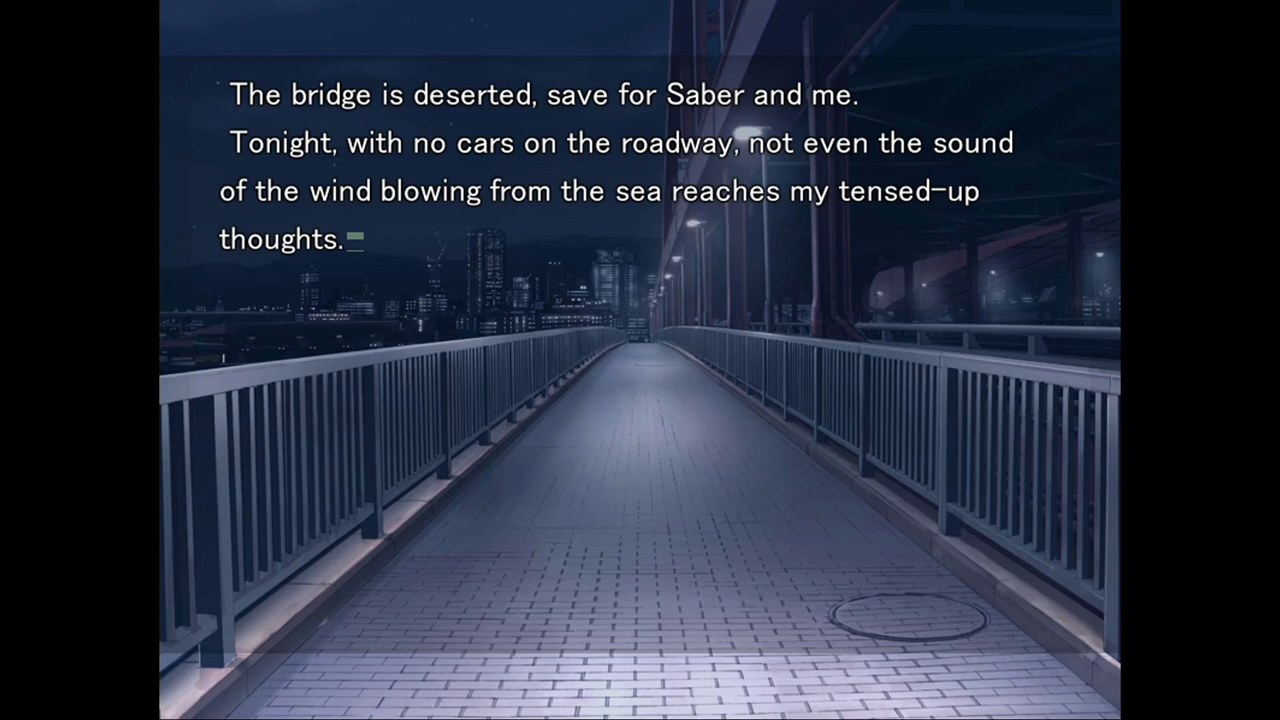 The bridge is deserted, save for Saber and me.
Tonight, with no cars on the roadway, not even the sound
of the wind blowing from the sea reaches my tensed-up
thoughts.